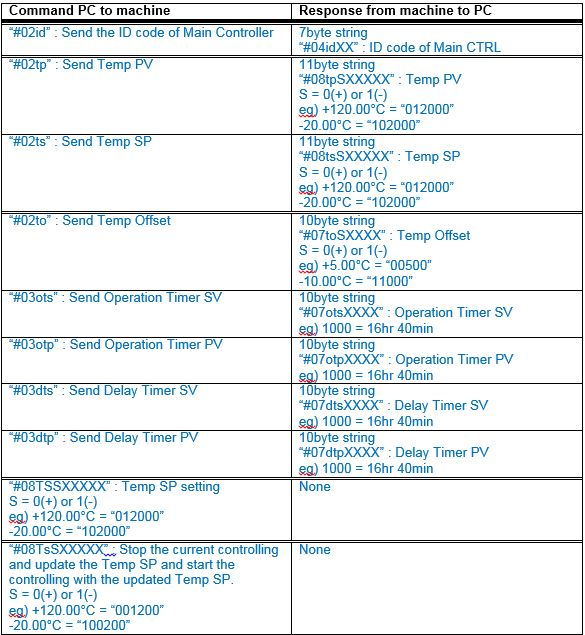 Command PC to machine
Response from machine to PC
“#02id” : Send the ID code of Main Controller
7byte string
“#04idXX” : ID code of Main CTRL
“#02tp” : Send Temp PV
11byte string
“#08tpSXXXXX” : Temp PV
S = 0(+) or 1(-)
eg) +120.00°C = “012000”
-20.00°C = “102000”
“#02ts” : Send Temp SP
11byte string
“#08tsSXXXXX” : Temp SP
S = 0(+) or 1(-)
eg) +120.00°C = “012000”
-20.00°C = “102000”
“#02to” : Send Temp Offset
10byte string
“#07toSXXXX” : Temp Offset
S = 0(+) or 1(-)
eg) +5.00°C = “00500”
-10.00°C = “11000”
“#03ots” : Send Operation Timer SV
10byte string
“#07otsXXXX” : Operation Timer SV
eg) 1000 = 16hr 40min
“#03otp” : Send Operation Timer PV
10byte string
“#07otpXXXX” : Operation Timer PV
eg) 1000 = 16hr 40min
“#03dts” : Send Delay Timer SV
10byte string
“#07dtsXXXX” : Delay Timer SV
eg) 1000 = 16hr 40min
“#03dtp” : Send Delay Timer PV
10byte string
“#07dtpXXXX” : Delay Timer PV
eg) 1000 = 16hr 40min
“#08TSSXXXXX” : Temp SP setting
S = 0(+) or 1(-)
eg) +120.00°C = “012000”
-20.00°C = “102000”
None
“#08TsSXXXXX” : Stop the current controlling
and update the Temp SP and start the
controlling with the updated Temp SP.
S = 0(+) or 1(-)
eg) +120.00°C = “001200”
-20.00°C = “100200”
None